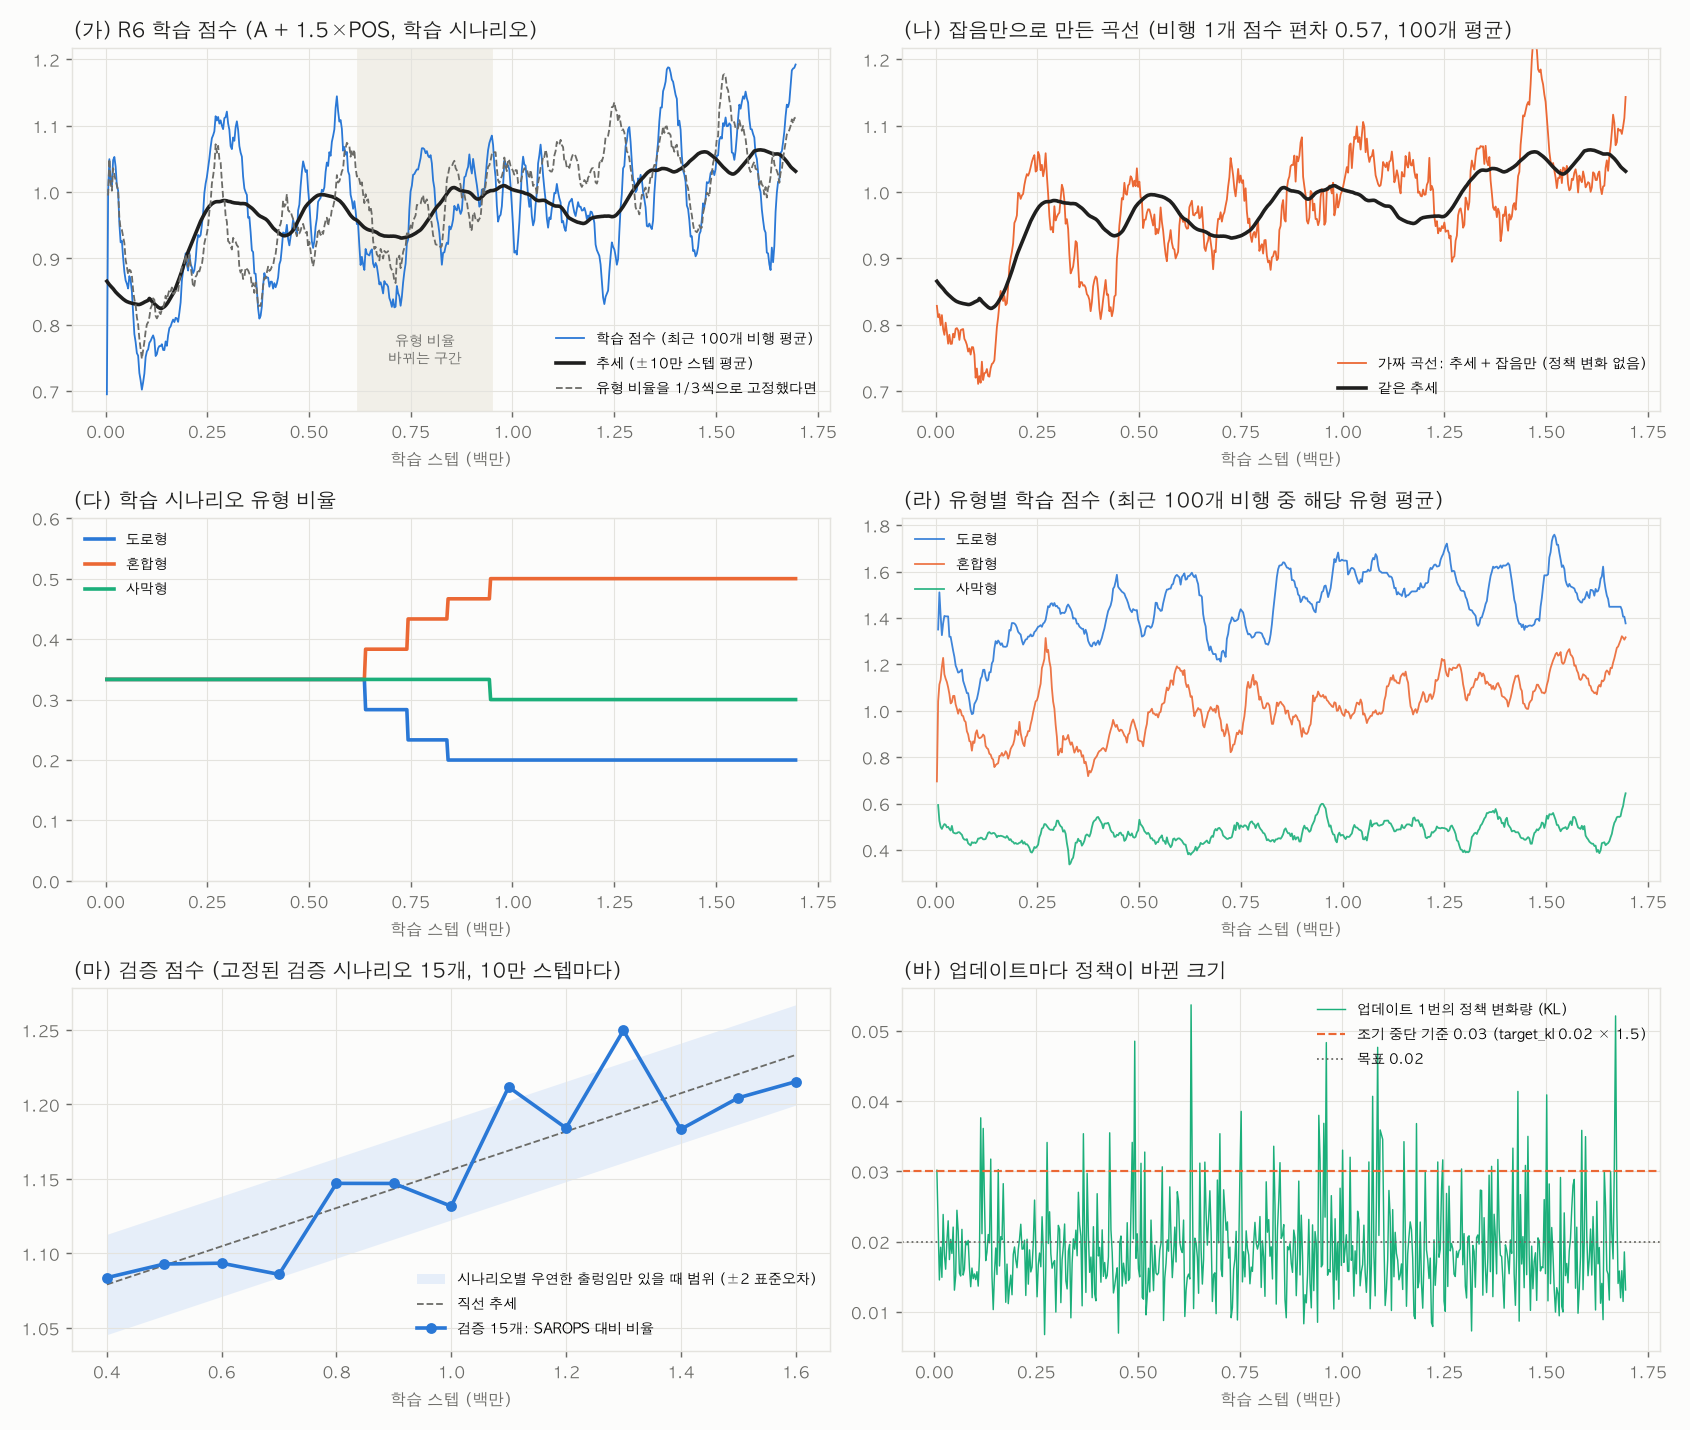 (가) R6 학습 점수 (A + 1.5×POS, 학습 시나리오)
1.2
1.1
1.0
0.9
0.8
0.7
유형 비율
바뀌는 구간
학습 점수 (최근 100개 비행 평균)
추세 (±10만 스텝 평균)
유형 비율을 1/3씩으로 고정했다면
0.00 0.25 0.50 0.75 1.00 1.25 1.50 1.75
학습 스텝 (백만)
(나) 잡음만으로 만든 곡선 (비행 1개 점수 편차 0.57, 100개 평균)
1.2
1.1
1.0
0.9
0.8
0.7
가짜 곡선: 추세 + 잡음만 (정책 변화 없음)
같은 추세
0.00 0.25 0.50 0.75 1.00 1.25 1.50 1.75
학습 스텝 (백만)
(다) 학습 시나리오 유형 비율
0.6
0.5
0.4
0.3
0.2
0.1
0.0
도로형
혼합형
사막형
0.00 0.25 0.50 0.75 1.00 1.25 1.50 1.75
학습 스텝 (백만)
(라) 유형별 학습 점수 (최근 100개 비행 중 해당 유형 평균)
1.8
1.6
1.4
1.2
1.0
0.8
0.6
0.4
도로형
혼합형
사막형
0.00 0.25 0.50 0.75 1.00 1.25 1.50 1.75
학습 스텝 (백만)
(마) 검증 점수 (고정된 검증 시나리오 15개, 10만 스텝마다)
1.25
1.20
1.15
1.10
1.05
시나리오별 우연한 출렁임만 있을 때 범위 (±2 표준오차)
직선 추세
검증 15개: SAROPS 대비 비율
0.4 0.6 0.8 1.0 1.2 1.4 1.6
학습 스텝 (백만)
(바) 업데이트마다 정책이 바뀐 크기
0.05
0.04
0.03
0.02
0.01
업데이트 1번의 정책 변화량 (KL)
조기 중단 기준 0.03 (target_kl 0.02 × 1.5)
목표 0.02
0.00 0.25 0.50 0.75 1.00 1.25 1.50 1.75
학습 스텝 (백만)